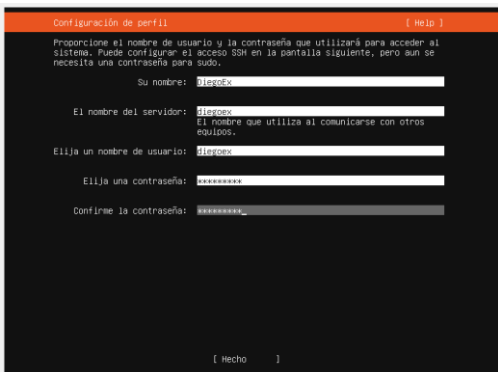 Configuración de perfil [ Help ]
Proporcione el nombre de usuario y la contraseña que utilizará para acceder al
sistema. Puede configurar el acceso SSH en la pantalla siguiente, pero aun se
necesita una contraseña para sudo.
Su nombre: DiegoEx
El nombre del servidor: diegoex
El nombre que utiliza al comunicarse con otros
equipos.
Elija un nombre de usuario: diegoex
Elija una contraseña: *********
Confirme la contraseña: *********_
[ Hecho ]